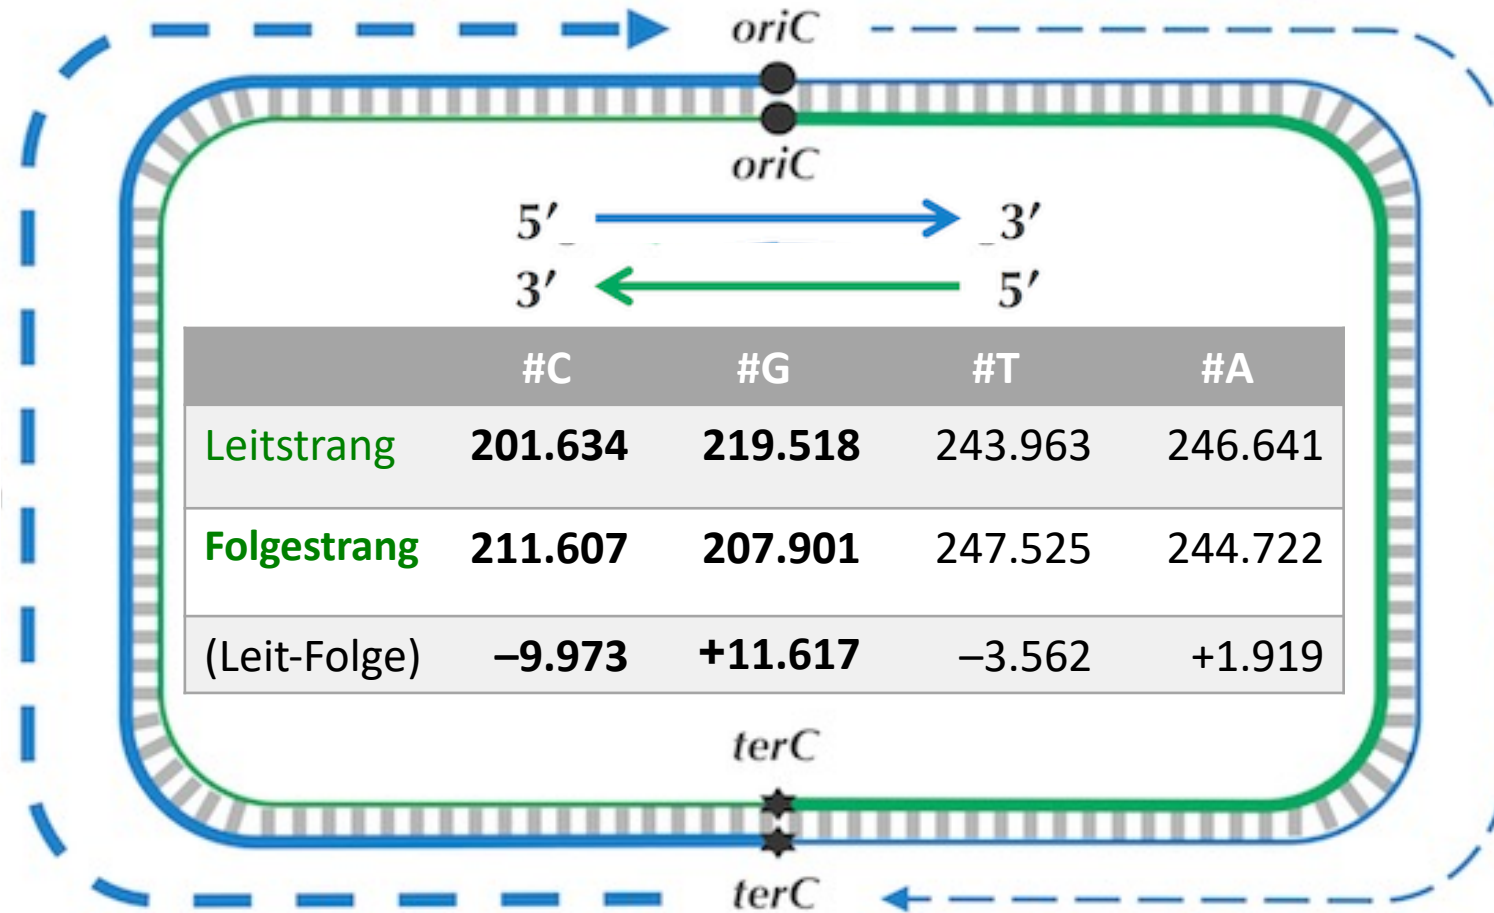 oriC
oriC
5′ 3′
3′ 5′
#C #G #T #A
Leitstrang 201.634 219.518 243.963 246.641
Folgestrang 211.607 207.901 247.525 244.722
(Leit-Folge) –9.973 +11.617 –3.562 +1.919
terC
terC